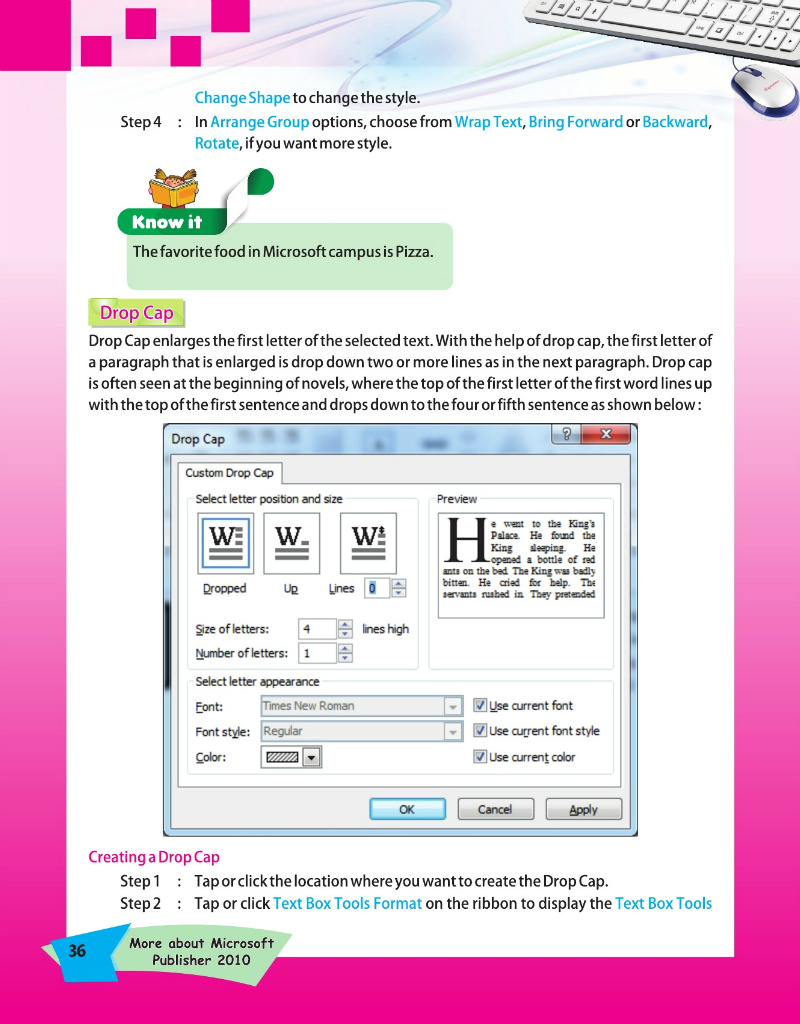 Change Shape to change the style.
Step 4 : In Arrange Group options, choose from Wrap Text, Bring Forward or Backward,
Rotate, if you want more style.
Know it
The favorite food in Microsoft campus is Pizza.
Drop Cap
Drop Cap enlarges the first letter of the selected text. With the help of drop cap, the first letter of
a paragraph that is enlarged is drop down two or more lines as in the next paragraph. Drop cap
is often seen at the beginning of novels, where the top of the first letter of the first word lines up
with the top of the first sentence and drops down to the four or fifth sentence as shown below :
Drop Cap
Custom Drop Cap
Select letter position and size
W W W
Dropped Up Lines 0
Size of letters: 4 lines high
Number of letters: 1
Preview
He went to the King's
Palace. He found the
King sleeping. He
opened a bottle of red
ants on the bed. The King was badly
bitten. He cried for help. The
servants rushed in. They pretended
Select letter appearance
Font: Times New Roman Use current font
Font style: Regular Use current font style
Color: Use current color
OK Cancel Apply
Creating a Drop Cap
Step 1 : Tap or click the location where you want to create the Drop Cap.
Step 2 : Tap or click Text Box Tools Format on the ribbon to display the Text Box Tools
36
More about Microsoft
Publisher 2010